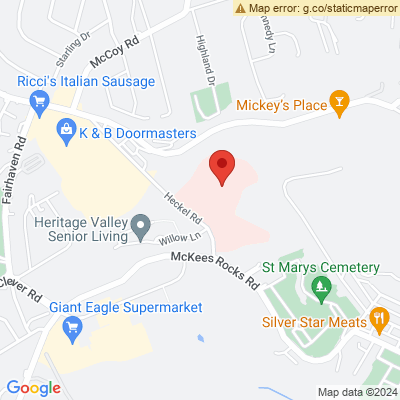 Map error: g.co/staticmaperror
Starling Dr
McCoy Rd
Highland Dr
nnedy Ln
Ricci's Italian Sausage
Mickey's Place
K & B Doormasters
Fairhaven Rd
Heckel Rd
Heritage Valley
Senior Living
Willow Ln
McKees Rocks Rd
St Marys Cemetery
Clever Rd
Giant Eagle Supermarket
Silver Star Meats
Google
Map data ©2024